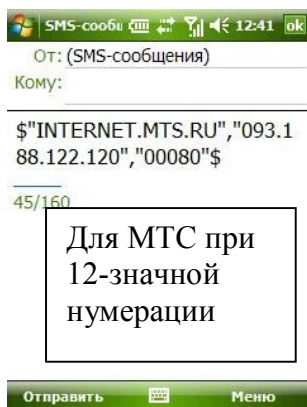 SMS-сообщ 12:41 ok
От: (SMS-сообщения)
Кому:
$"INTERNET.MTS.RU","093.1
88.122.120","00080"$
45/160
Для МТС при
12-значной
нумерации
Отправить Меню